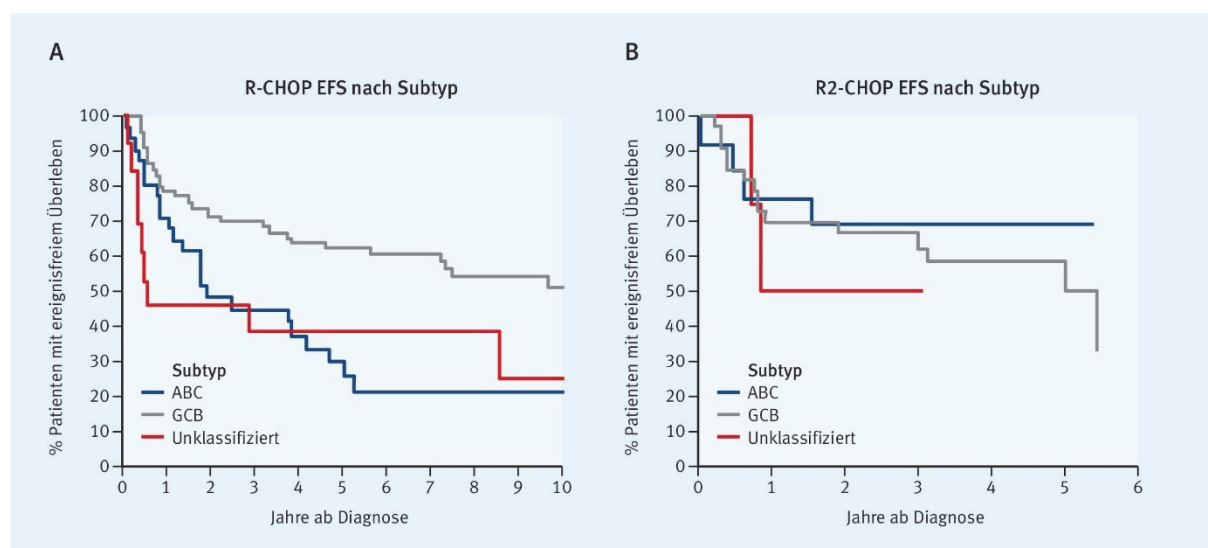 A
R-CHOP EFS nach Subtyp
% Patienten mit ereignisfreiem Überleben
100
90
80
70
60
50
40
30
20
10
0
Subtyp
ABC
GCB
Unklassifiziert
0 1 2 3 4 5 6 7 8 9 10
Jahre ab Diagnose
B
R2-CHOP EFS nach Subtyp
% Patienten mit ereignisfreiem Überleben
100
90
80
70
60
50
40
30
20
10
0
Subtyp
ABC
GCB
Unklassifiziert
0 1 2 3 4 5 6
Jahre ab Diagnose